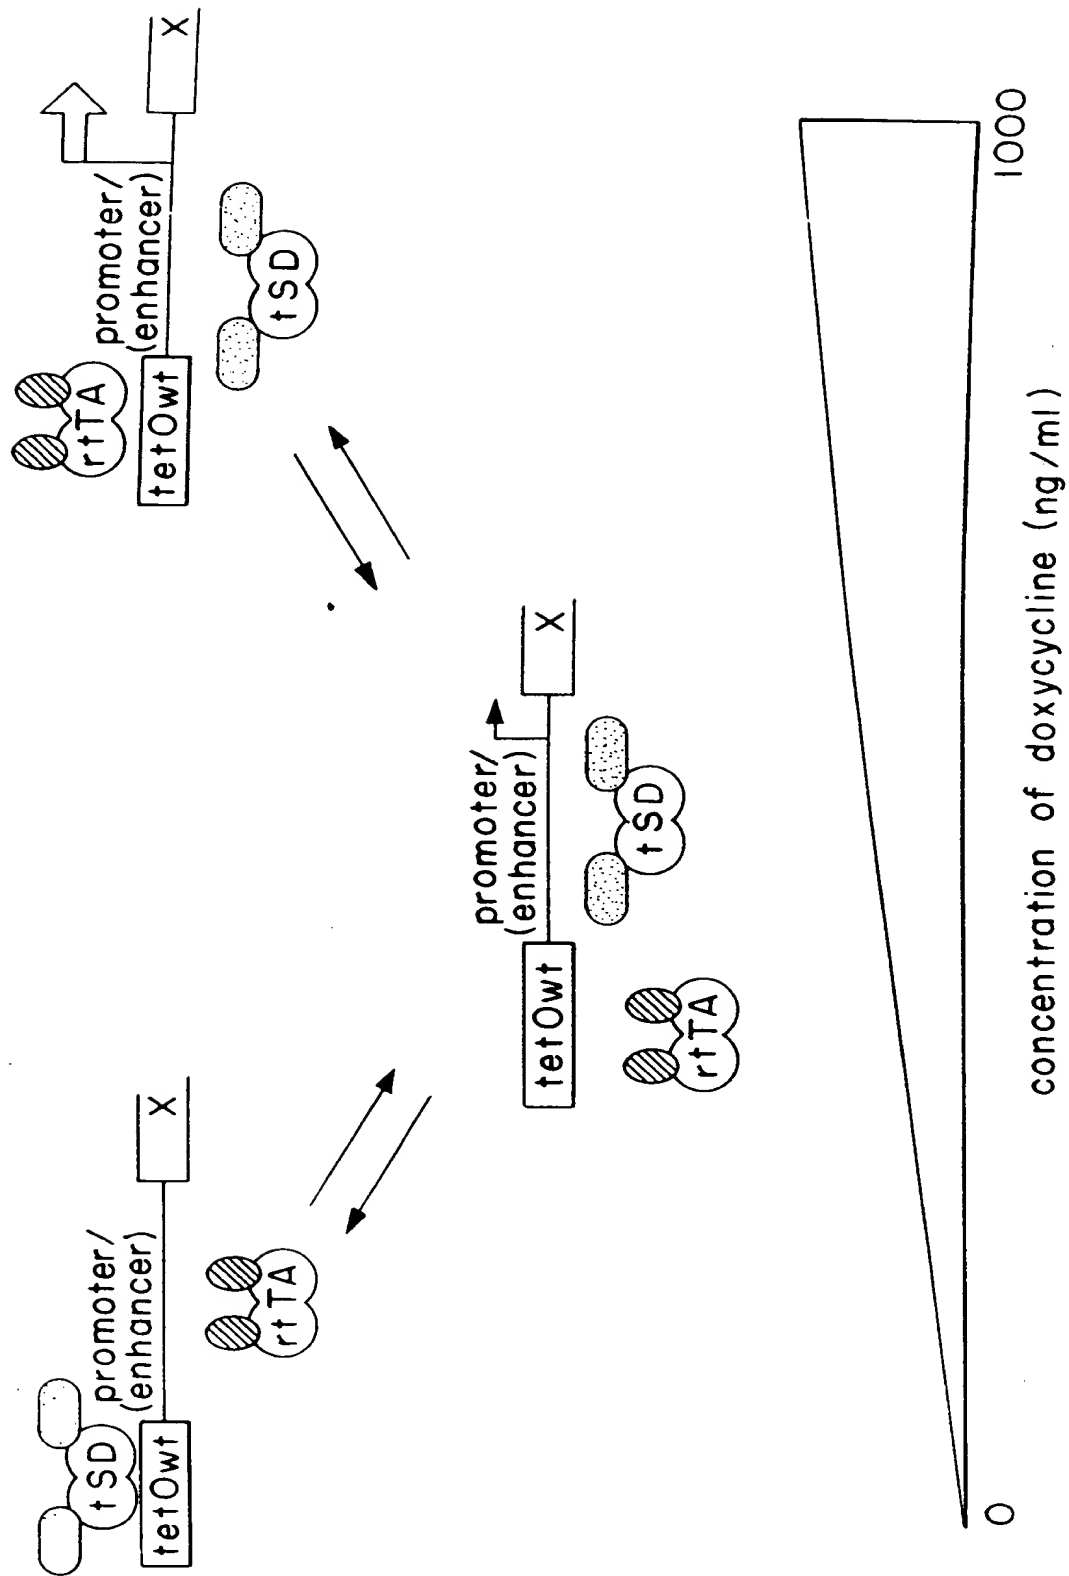 tSD
promoter/
(enhancer)
tetOwt
X
rtTA
promoter/
(enhancer)
tetOwt
X
rtTA
tSD
rtTA
promoter/
(enhancer)
tetOwt
X
tSD
0
1000
concentration of doxycycline (ng/ml)